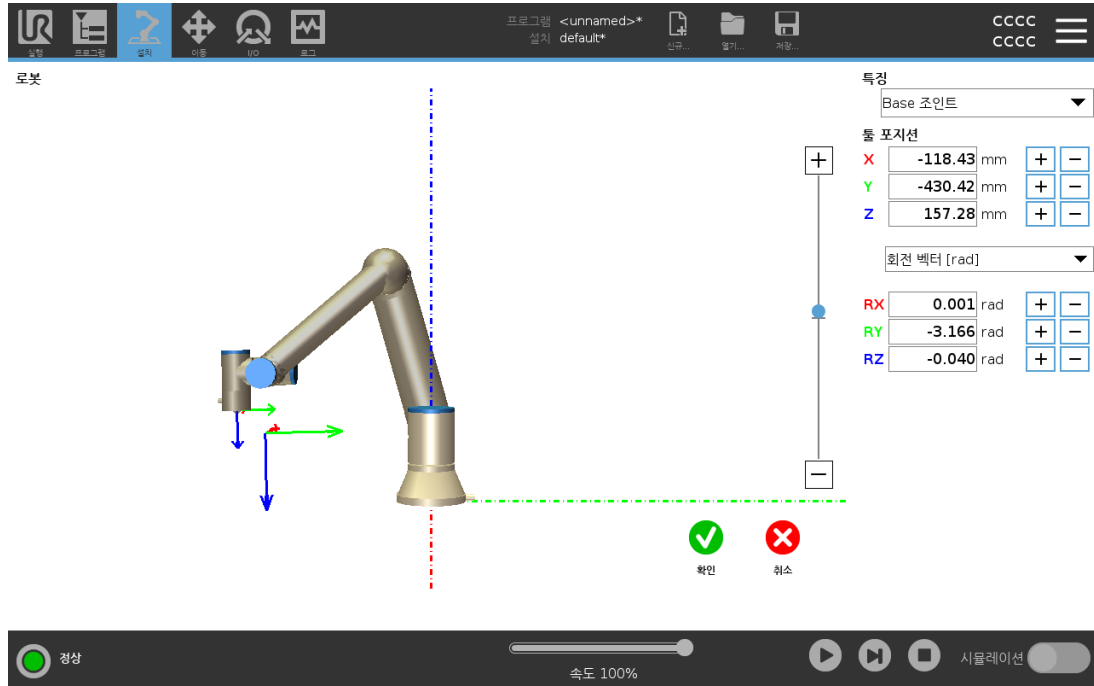 UR
실행
프로그램
설치
이동
I/O
로그
프로그램 <unnamed>*
설치 default*
신규...
열기...
저장...
cccc
cccc
로봇
특징
Base 조인트
툴 포지션
X -118.43 mm + −
Y -430.42 mm + −
Z 157.28 mm + −
회전 벡터 [rad]
RX 0.001 rad + −
RY -3.166 rad + −
RZ -0.040 rad + −
+
−
확인
취소
정상
속도 100%
시뮬레이션